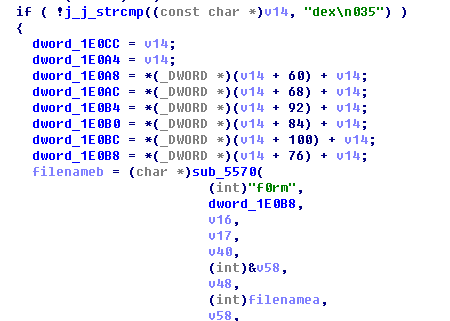 if ( !j_j_strcmp((const char *)v14, "dex\n035") )
{
dword_1E0CC = v14;
dword_1E0A4 = v14;
dword_1E0A8 = *(_DWORD *)(v14 + 60) + v14;
dword_1E0AC = *(_DWORD *)(v14 + 68) + v14;
dword_1E0B4 = *(_DWORD *)(v14 + 92) + v14;
dword_1E0B0 = *(_DWORD *)(v14 + 84) + v14;
dword_1E0BC = *(_DWORD *)(v14 + 100) + v14;
dword_1E0B8 = *(_DWORD *)(v14 + 76) + v14;
filenameb = (char *)sub_5570(
(int)"f0rm",
dword_1E0B8,
v16,
v17,
v40,
(int)&v58,
v48,
(int)filenamea,
v58,